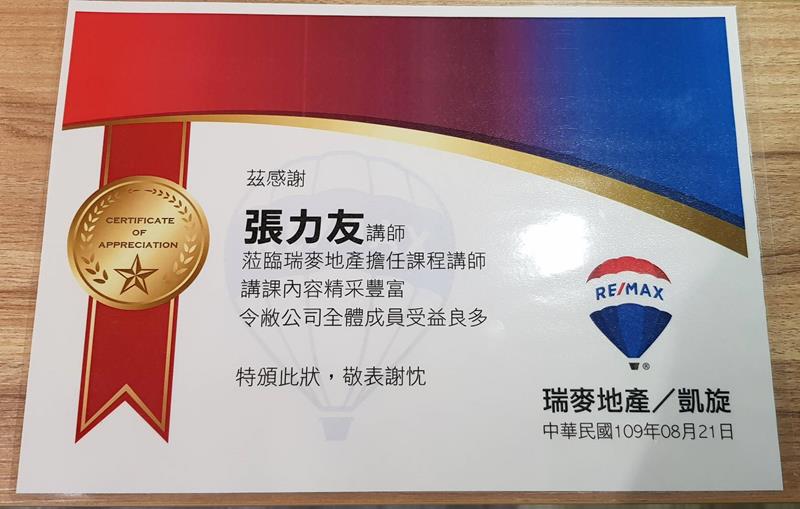 CERTIFICATE
OF
APPRECIATION
茲感謝
張力友講師
蒞臨瑞麥地產擔任課程講師
講課內容精采豐富
令敝公司全體成員受益良多
特頒此狀，敬表謝忱
RE/MAX
®
瑞麥地產／凱旋
中華民國109年08月21日